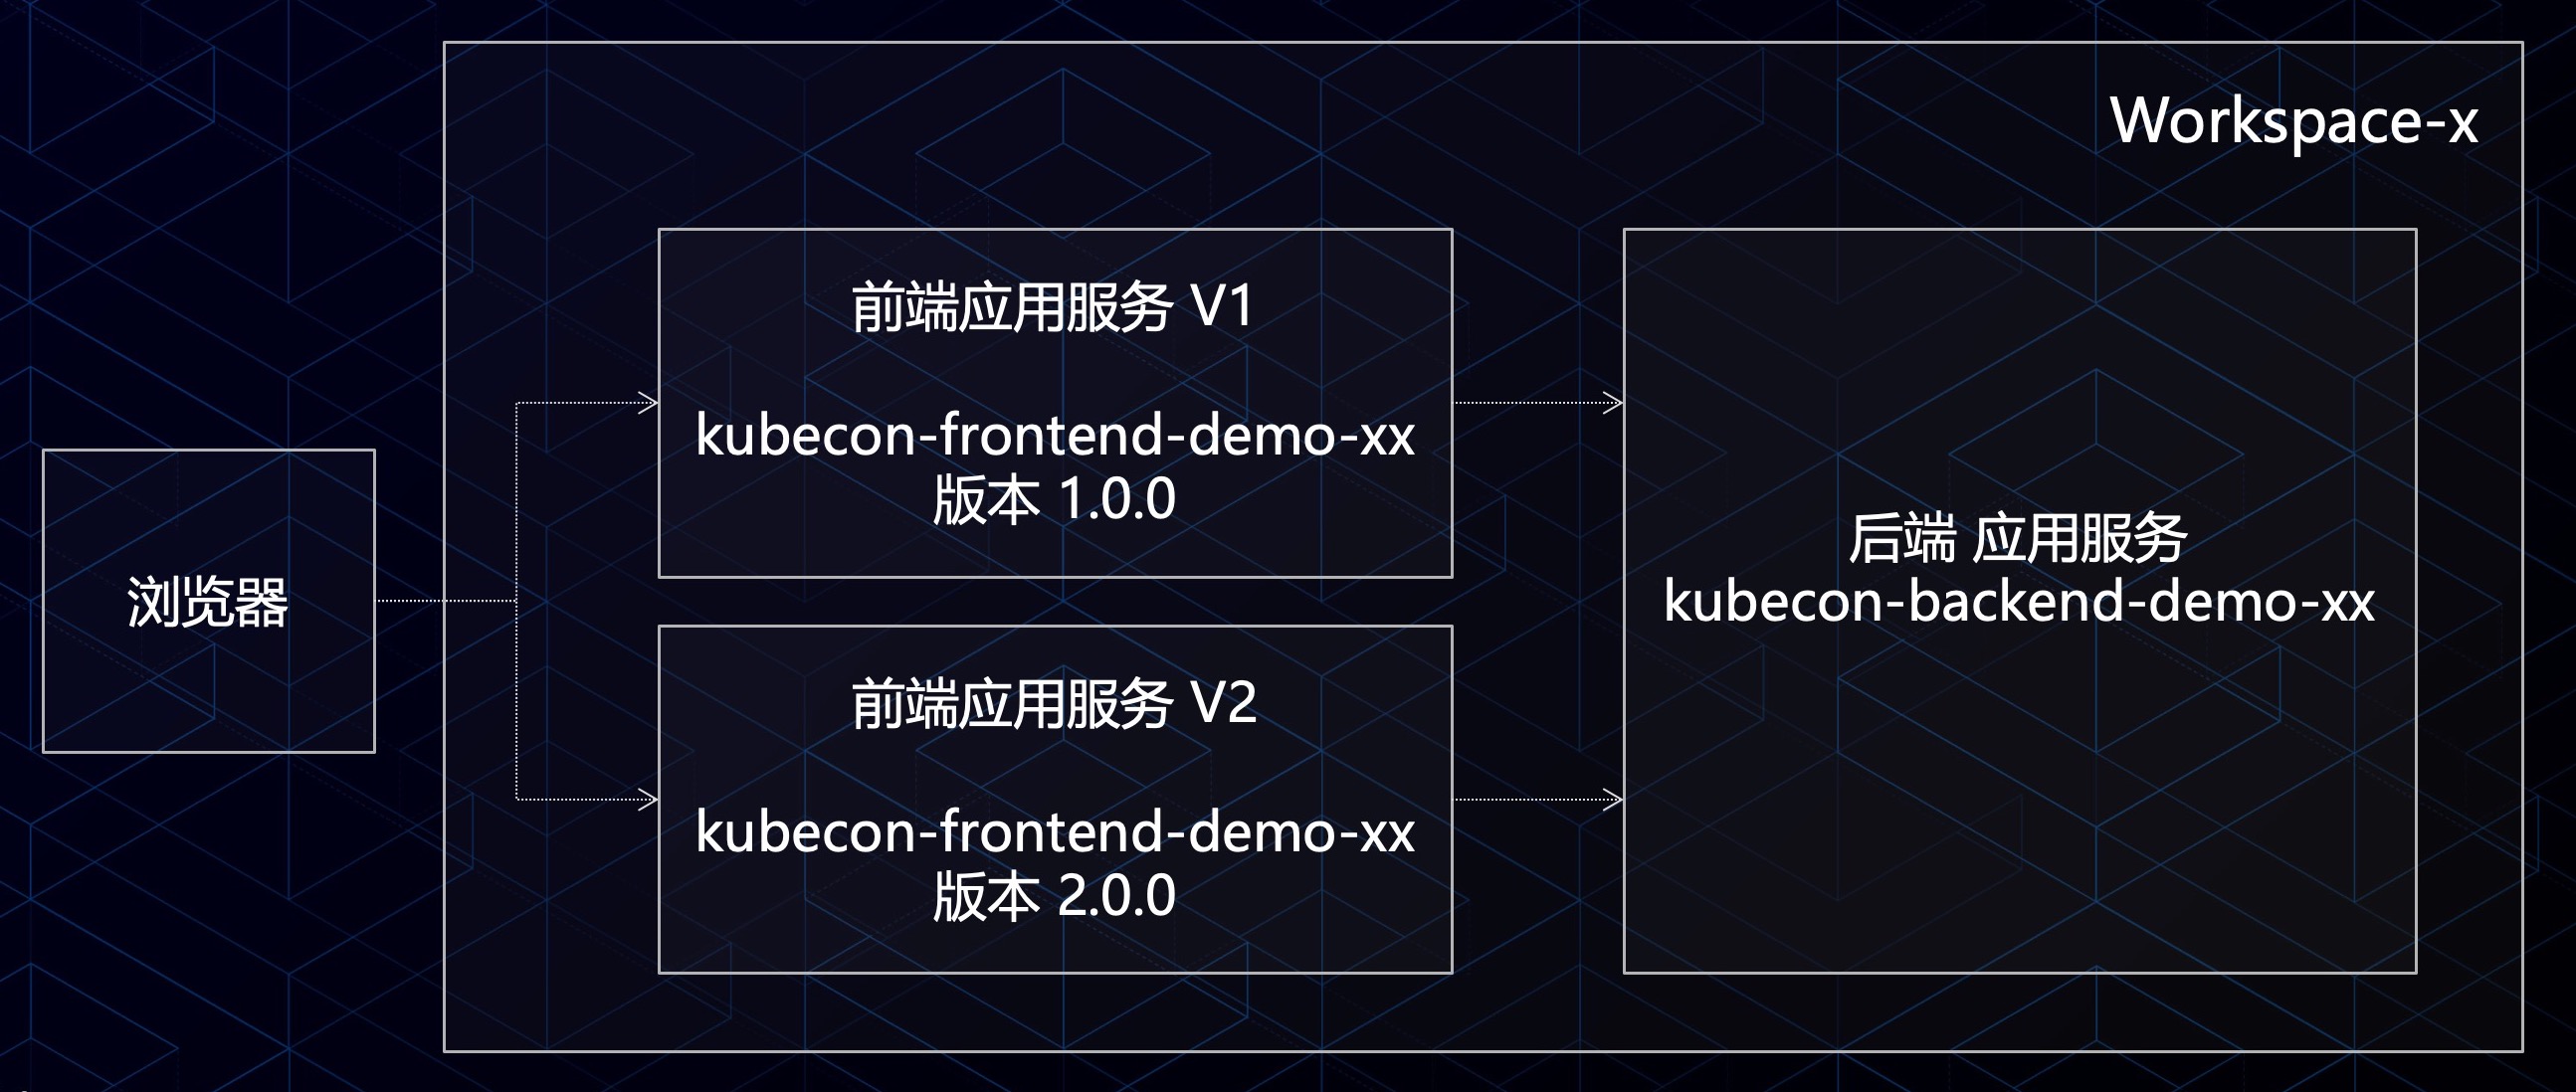 Workspace-x
浏览器
前端应用服务 V1
kubecon-frontend-demo-xx
版本 1.0.0
前端应用服务 V2
kubecon-frontend-demo-xx
版本 2.0.0
后端 应用服务
kubecon-backend-demo-xx